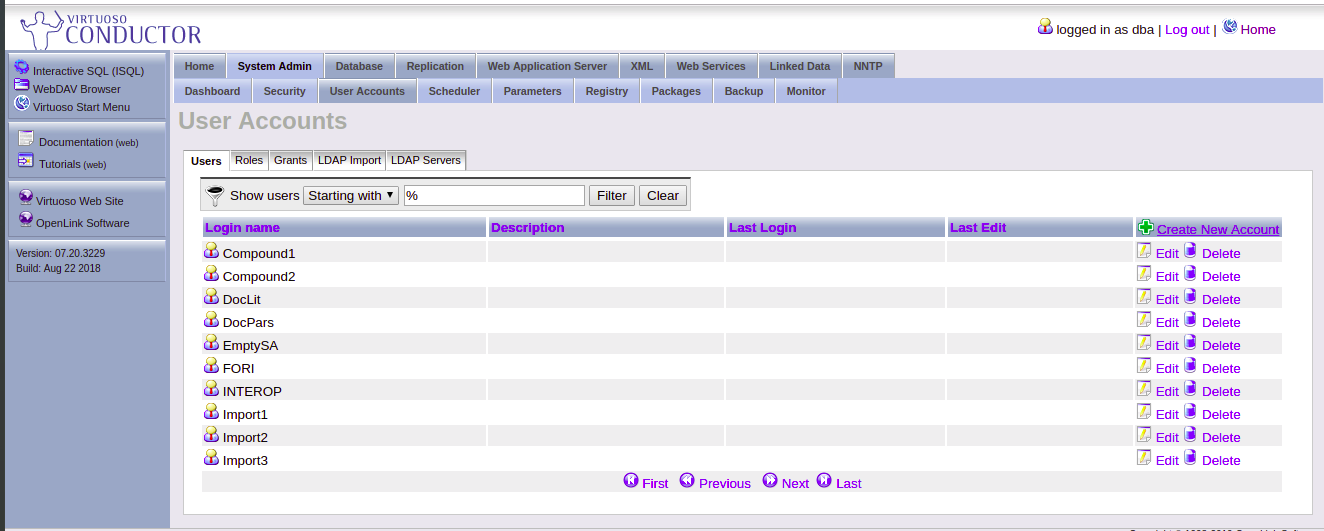 VIRTUOSO
CONDUCTOR
logged in as dba | Log out | Home
Interactive SQL (ISQL)
WebDAV Browser
Virtuoso Start Menu
Documentation (web)
Tutorials (web)
Virtuoso Web Site
OpenLink Software
Version: 07.20.3229
Build: Aug 22 2018
Home System Admin Database Replication Web Application Server XML Web Services Linked Data NNTP
Dashboard Security User Accounts Scheduler Parameters Registry Packages Backup Monitor
User Accounts
Users Roles Grants LDAP Import LDAP Servers
Show users Starting with % Filter Clear
Login name Description Last Login Last Edit Create New Account
Compound1 Edit Delete
Compound2 Edit Delete
DocLit Edit Delete
DocPars Edit Delete
EmptySA Edit Delete
FORI Edit Delete
INTEROP Edit Delete
Import1 Edit Delete
Import2 Edit Delete
Import3 Edit Delete
First Previous Next Last